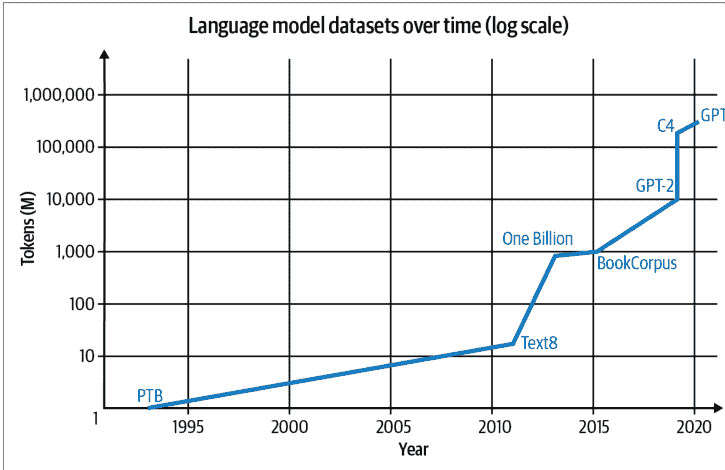 Language model datasets over time (log scale)
1,000,000
100,000
10,000
1,000
100
10
1
Tokens (M)
PTB
Text8
One Billion
BookCorpus
GPT-2
C4
GPT
1995
2000
2005
2010
2015
2020
Year